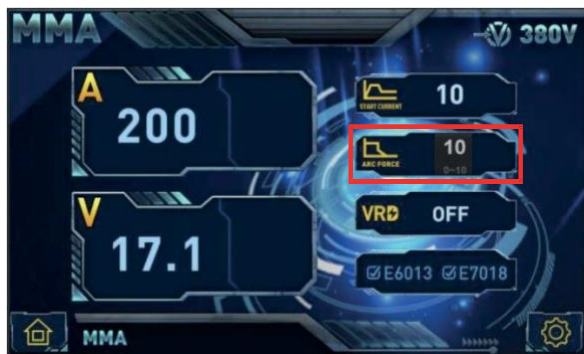 MMA
380V
A
200
START CURRENT
10
ARC FORCE
10
0~10
V
17.1
VRD
OFF
E6013 E7018
MMA